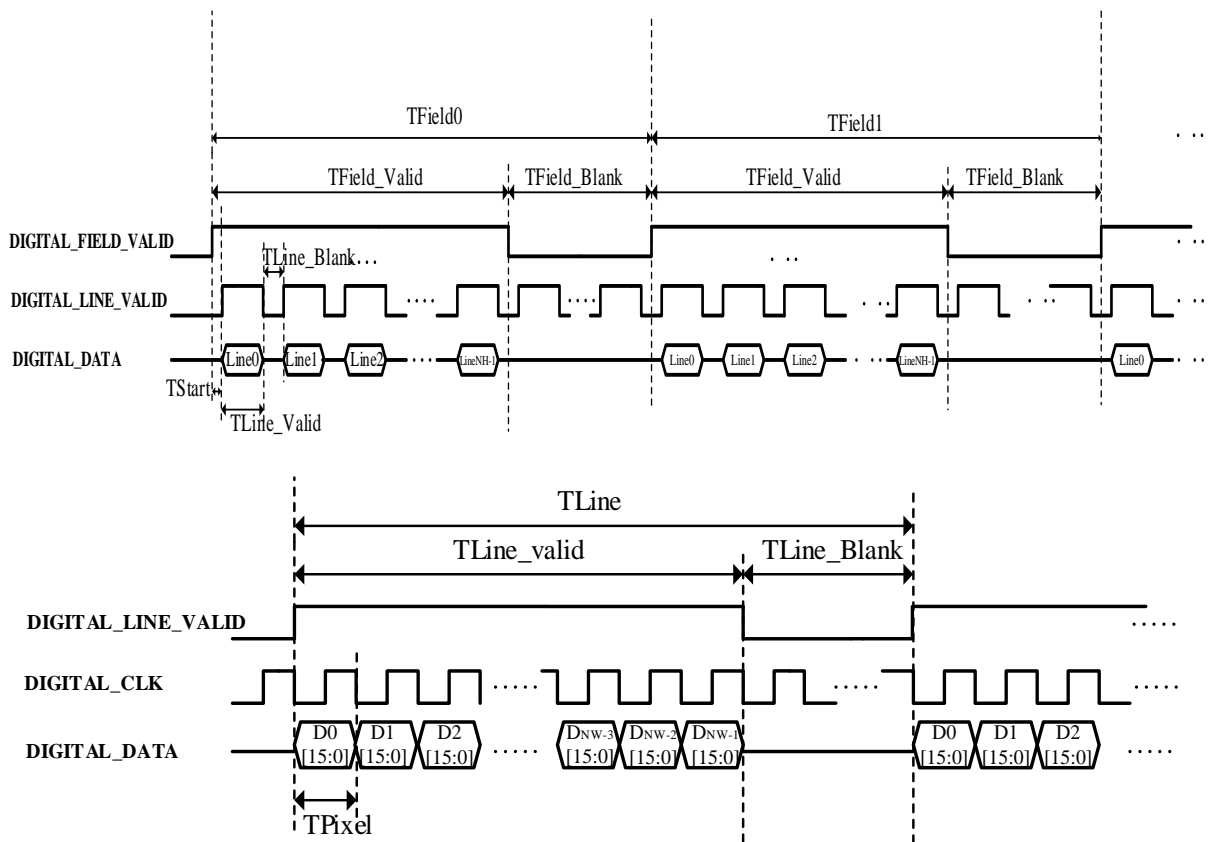 TField0 TField1 . ..
TField_Valid TField_Blank TField_Valid TField_Blank
DIGITAL_FIELD_VALID
TLine_Blank... . .. . ..
DIGITAL_LINE_VALID .... ..... . .. . .. . ..
DIGITAL_DATA Line0 Line1 Line2 .... LineNH-1 Line0 Line1 Line2 . .. LineNH-1 Line0 . ..
TStart
TLine_Valid
TLine
TLine_valid TLine_Blank
DIGITAL_LINE_VALID .....
DIGITAL_CLK ..... ..... .....
DIGITAL_DATA D0 [15:0] D1 [15:0] D2 [15:0] ..... DNW-3 [15:0] DNW-2 [15:0] DNW-1 [15:0] D0 [15:0] D1 [15:0] D2 [15:0] .....
TPixel